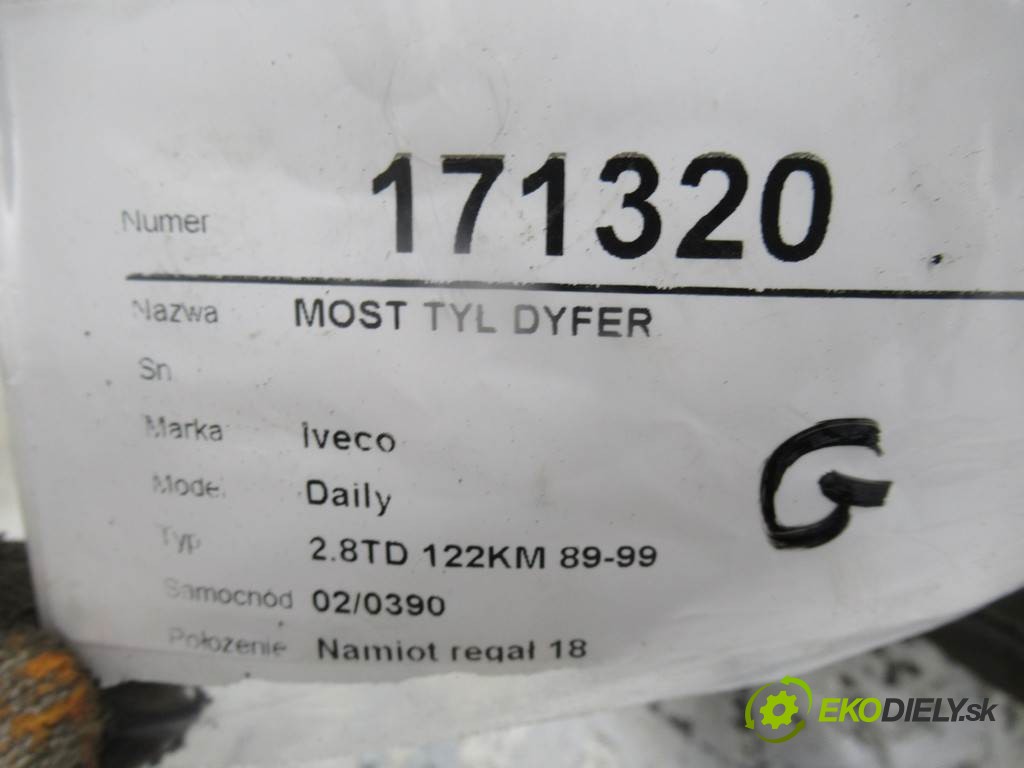 Numer 171320
Nazwa MOST TYL DYFER
Sn
Marka Iveco
Model Daily
Typ 2.8TD 122KM 89-99
Samochód 02/0390
Położenie Namiot regał 18
G
EKODIELY.sk